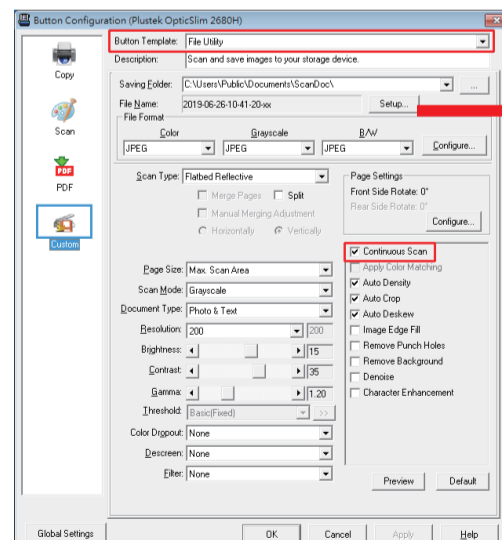 Button Configuration (Plustek OpticSlim 2680H)
Copy
Scan
PDF
PDF
Custom
Global Settings
Button Template: File Utility
Description: Scan and save images to your storage device.
Saving Folder: C:\Users\Public\Documents\ScanDoc\ ...
File Name: 2019-06-26-10-41-20-xx Setup...
File Format
Color Grayscale B/W
JPEG JPEG JPEG Configure...
Scan Type: Flatbed Reflective
Merge Pages Split
Manual Merging Adjustment
Horizontally Vertically
Page Size: Max. Scan Area
Scan Mode: Grayscale
Document Type: Photo & Text
Resolution: 200 200
Brightness: 15
Contrast: 35
Gamma: 1.20
Threshold: Basic(Fixed) >>
Color Dropout: None
Descreen: None
Filter: None
Page Settings
Front Side Rotate: 0°
Rear Side Rotate: 0°
Configure...
Continuous Scan
Apply Color Matching
Auto Density
Auto Crop
Auto Deskew
Image Edge Fill
Remove Punch Holes
Remove Background
Denoise
Character Enhancement
Preview Default
OK Cancel Apply Help